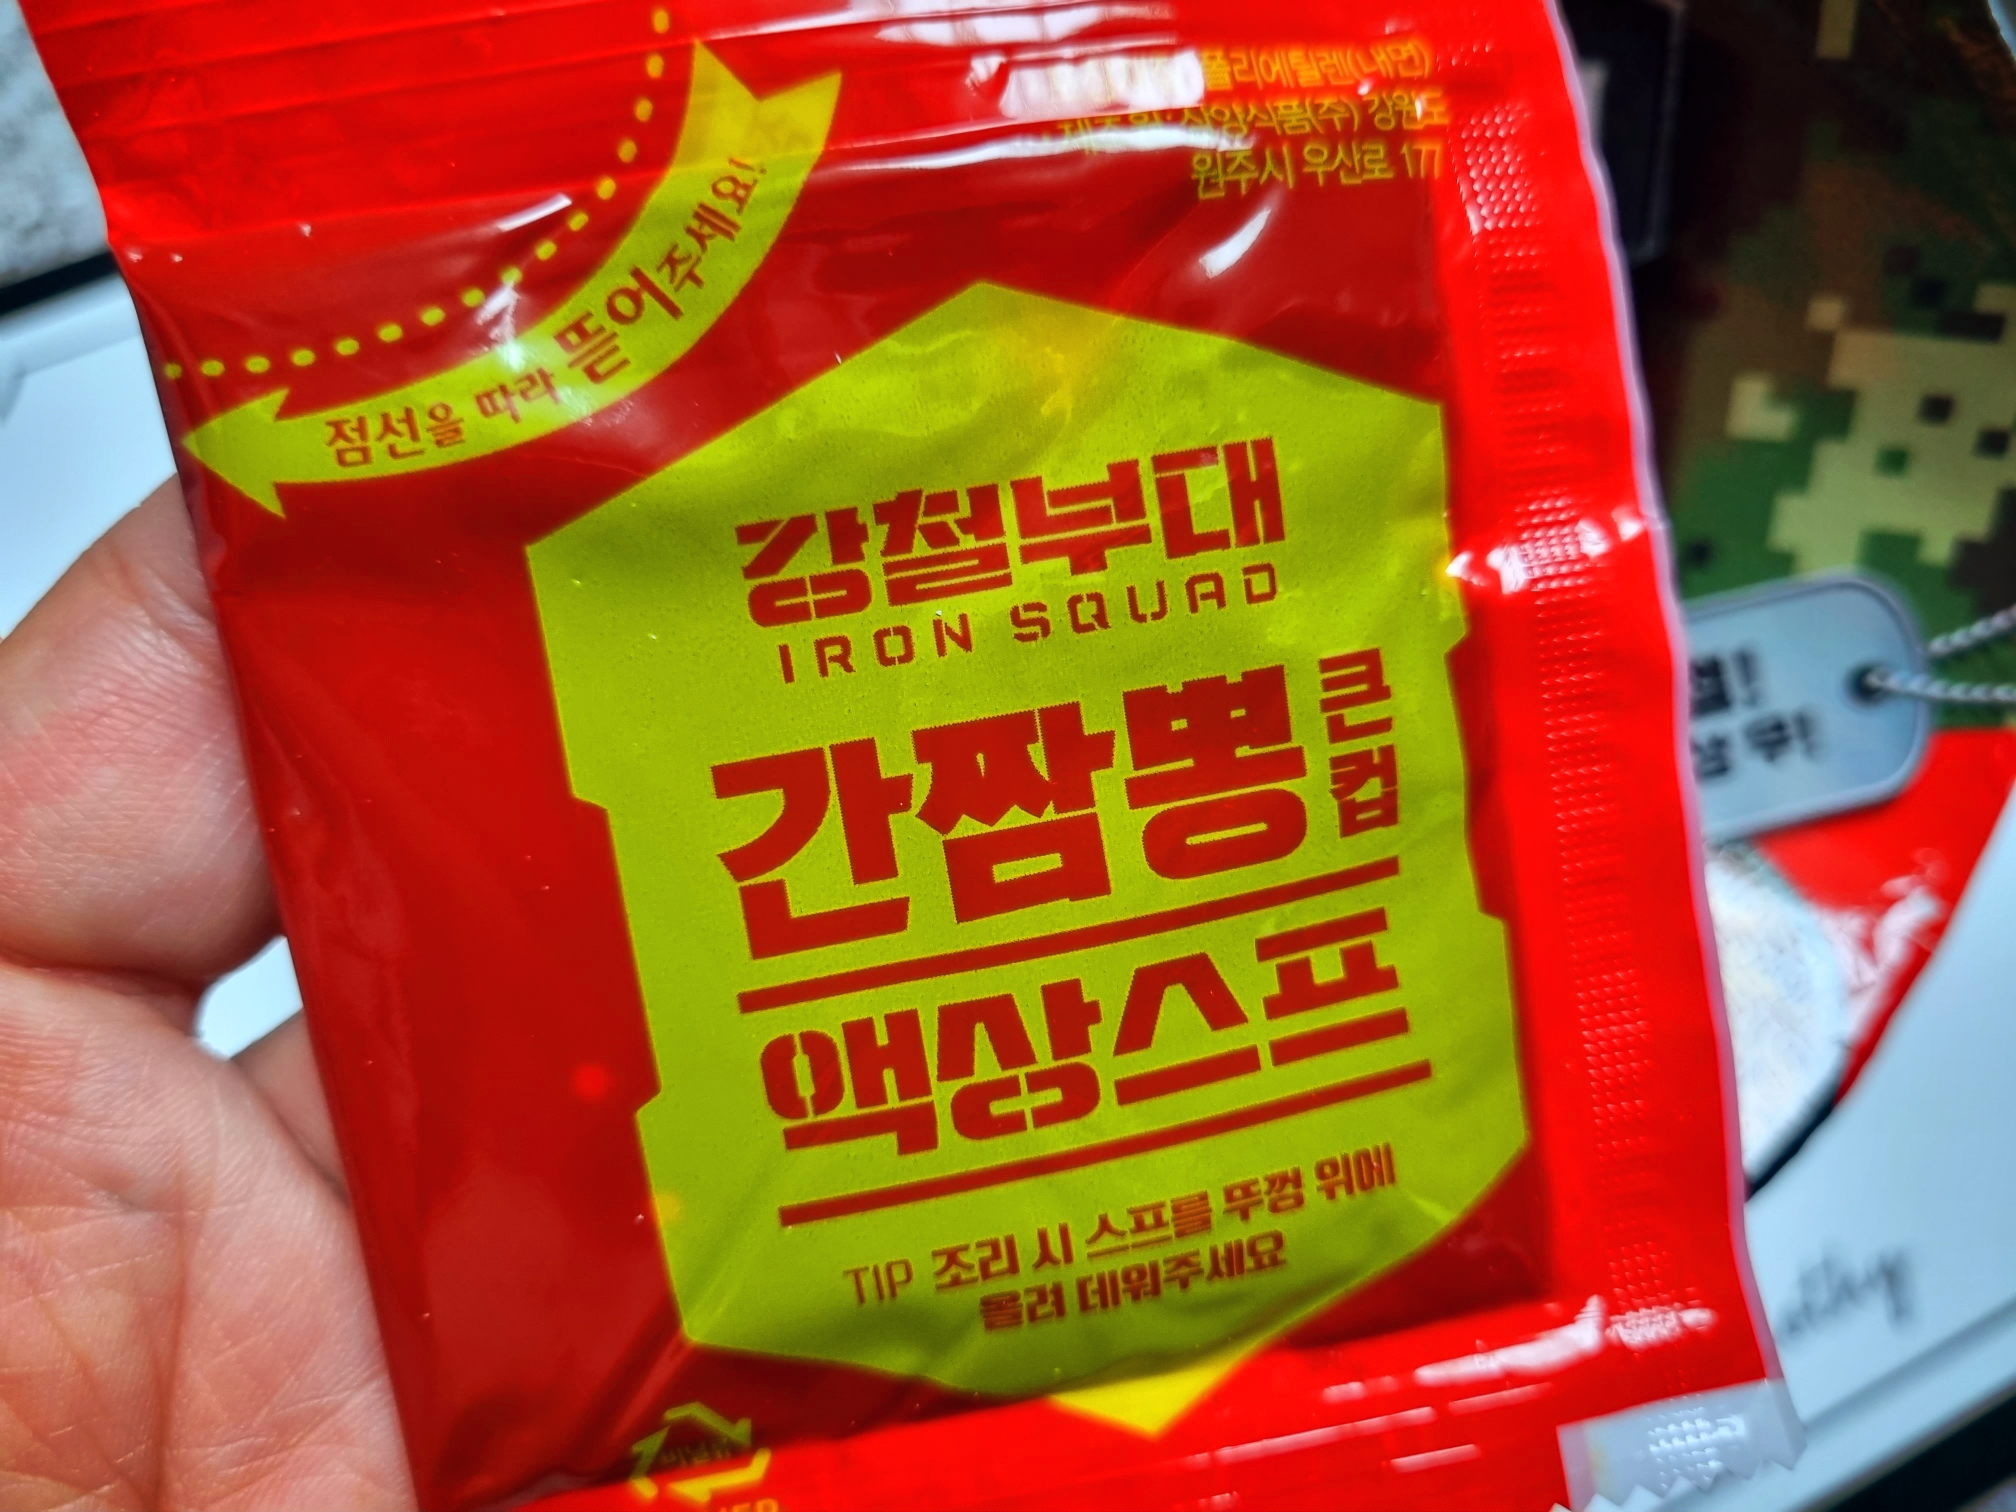 폴리에틸렌(내면)
삼양식품(주) 강원도
원주시 우산로 177
점선을 따라 뜯어주세요!
강철부대
IRON SQUAD
간짬뽕 큰컵
액상스프
TIP 조리 시 스프를 뚜껑 위에
올려 데워주세요